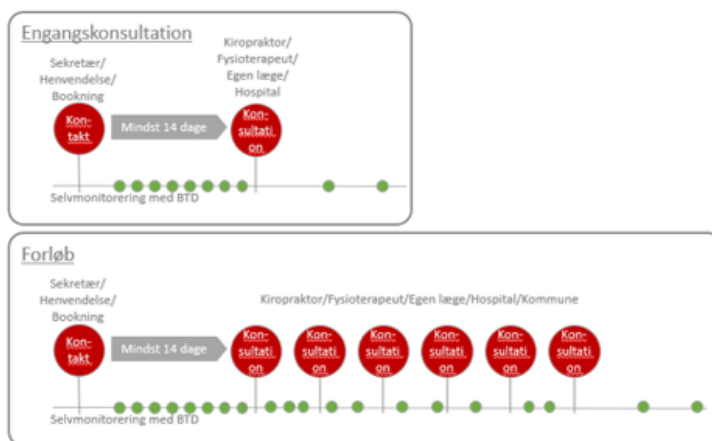 Engangskonsultation
Sekretær/
Henvendelse/
Bookning
Kiropraktor/
Fysioterapeut/
Egen læge/
Hospital
Kon-
takt
Mindst 14 dage
Kon-
sultati
on
Selvmonitorering med BTD
Forløb
Sekretær/
Henvendelse/
Bookning
Kiropraktor/Fysioterapeut/Egen læge/Hospital/Kommune
Kon-
takt
Mindst 14 dage
Kon-
sultati
on
Kon-
sultati
on
Kon-
sultati
on
Kon-
sultati
on
Kon-
sultati
on
Kon-
sultati
on
Selvmonitorering med BTD